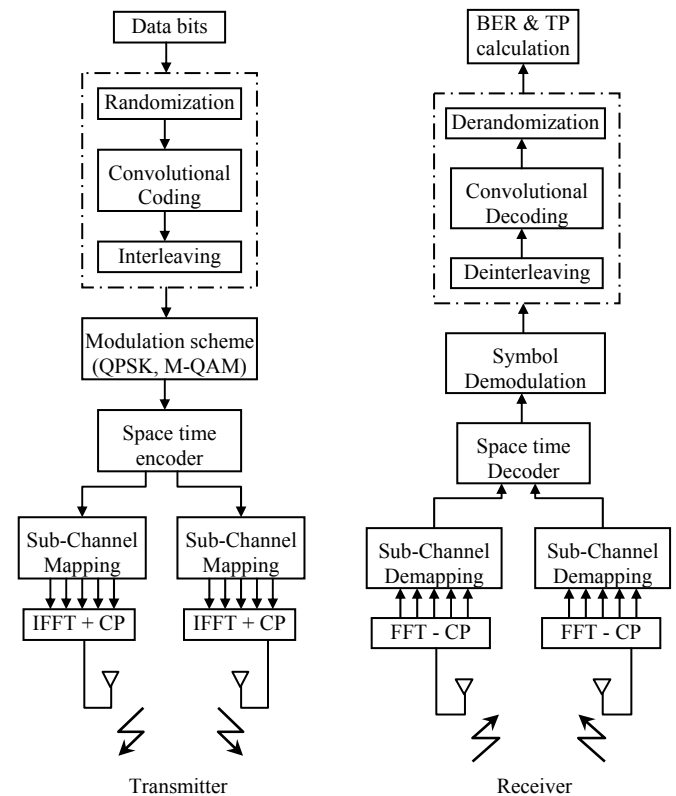 Data bits
Randomization
Convolutional
Coding
Interleaving
Modulation scheme
(QPSK, M-QAM)
Space time
encoder
Sub-Channel
Mapping
Sub-Channel
Mapping
IFFT + CP
IFFT + CP
Transmitter
BER & TP
calculation
Derandomization
Convolutional
Decoding
Deinterleaving
Symbol
Demodulation
Space time
Decoder
Sub-Channel
Demapping
Sub-Channel
Demapping
FFT - CP
FFT - CP
Receiver